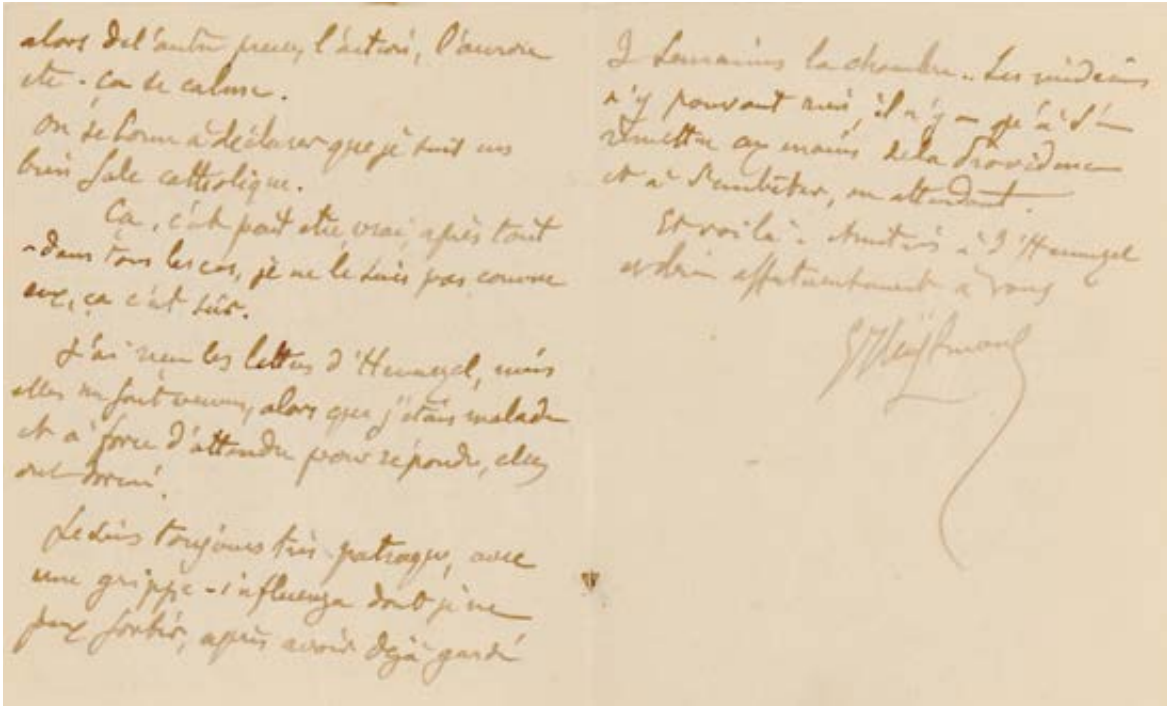 alors de l'autre presse, l'action, l'aurore
etc - ça se calme.
On se borne à déclarer que je suis un
bien sale catholique.
Ça, c'est peut être vrai, après tout
- dans tous les cas, je ne le suis pas comme
eux, ça c'est sûr.
J'ai reçu les lettres d'Hennezel, mais
elles me sont venues, alors que j'étais malade
et à force d'attendre pour répondre, elles
ont dormi.
Je suis toujours très patraque, avec
une grippe - influenza dont je ne
peux sortir, après avoir déjà gardé
3 semaines la chambre.. Les médecins
n'y pouvant rien, il n'y a qu'à s'en
remettre aux mains de la Providence
et à s'embêter, en attendant.
Et voilà. Amitiés à d'Hennezel
et bien affectueusement à vous
G J Huÿsmans